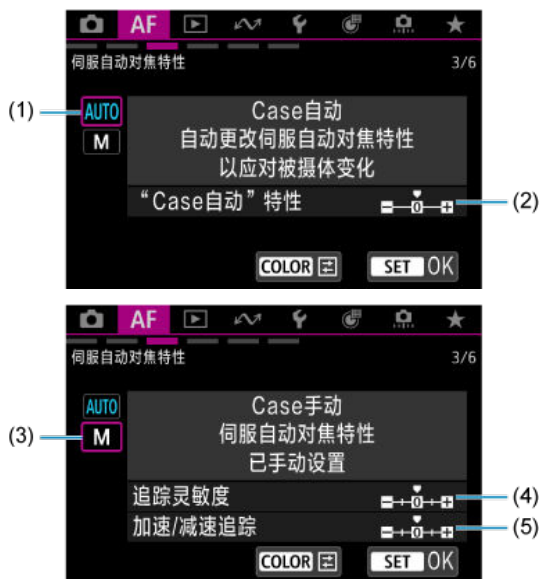 AF
伺服自动对焦特性 3/6
(1) AUTO
M
Case自动
自动更改伺服自动对焦特性
以应对被摄体变化
“Case自动”特性 0 (2)
COLOR SET OK
AF
伺服自动对焦特性 3/6
AUTO
(3) M
Case手动
伺服自动对焦特性
已手动设置
追踪灵敏度 0 (4)
加速/减速追踪 0 (5)
COLOR SET OK